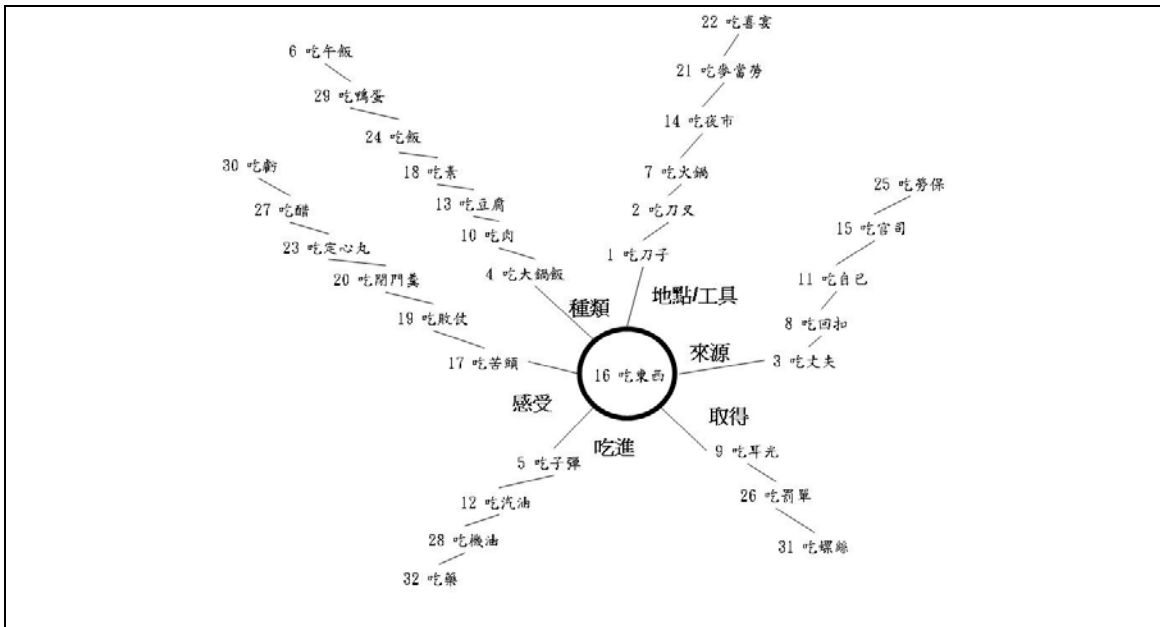 22 吃喜宴
6 吃午飯
21 吃麥當勞
29 吃鴨蛋
14 吃夜市
24 吃飯
30 吃虧
18 吃素
7 吃火鍋
25 吃勞保
27 吃醋
13 吃豆腐
2 吃刀叉
15 吃官司
23 吃定心丸
10 吃肉
1 吃刀子
20 吃閉門羹
4 吃大鍋飯
11 吃自己
種類
地點/工具
19 吃敗仗
8 吃回扣
17 吃苦頭
16 吃東西
來源
3 吃丈夫
感受
取得
吃進
9 吃耳光
5 吃子彈
26 吃罰單
12 吃汽油
28 吃機油
31 吃螺絲
32 吃藥